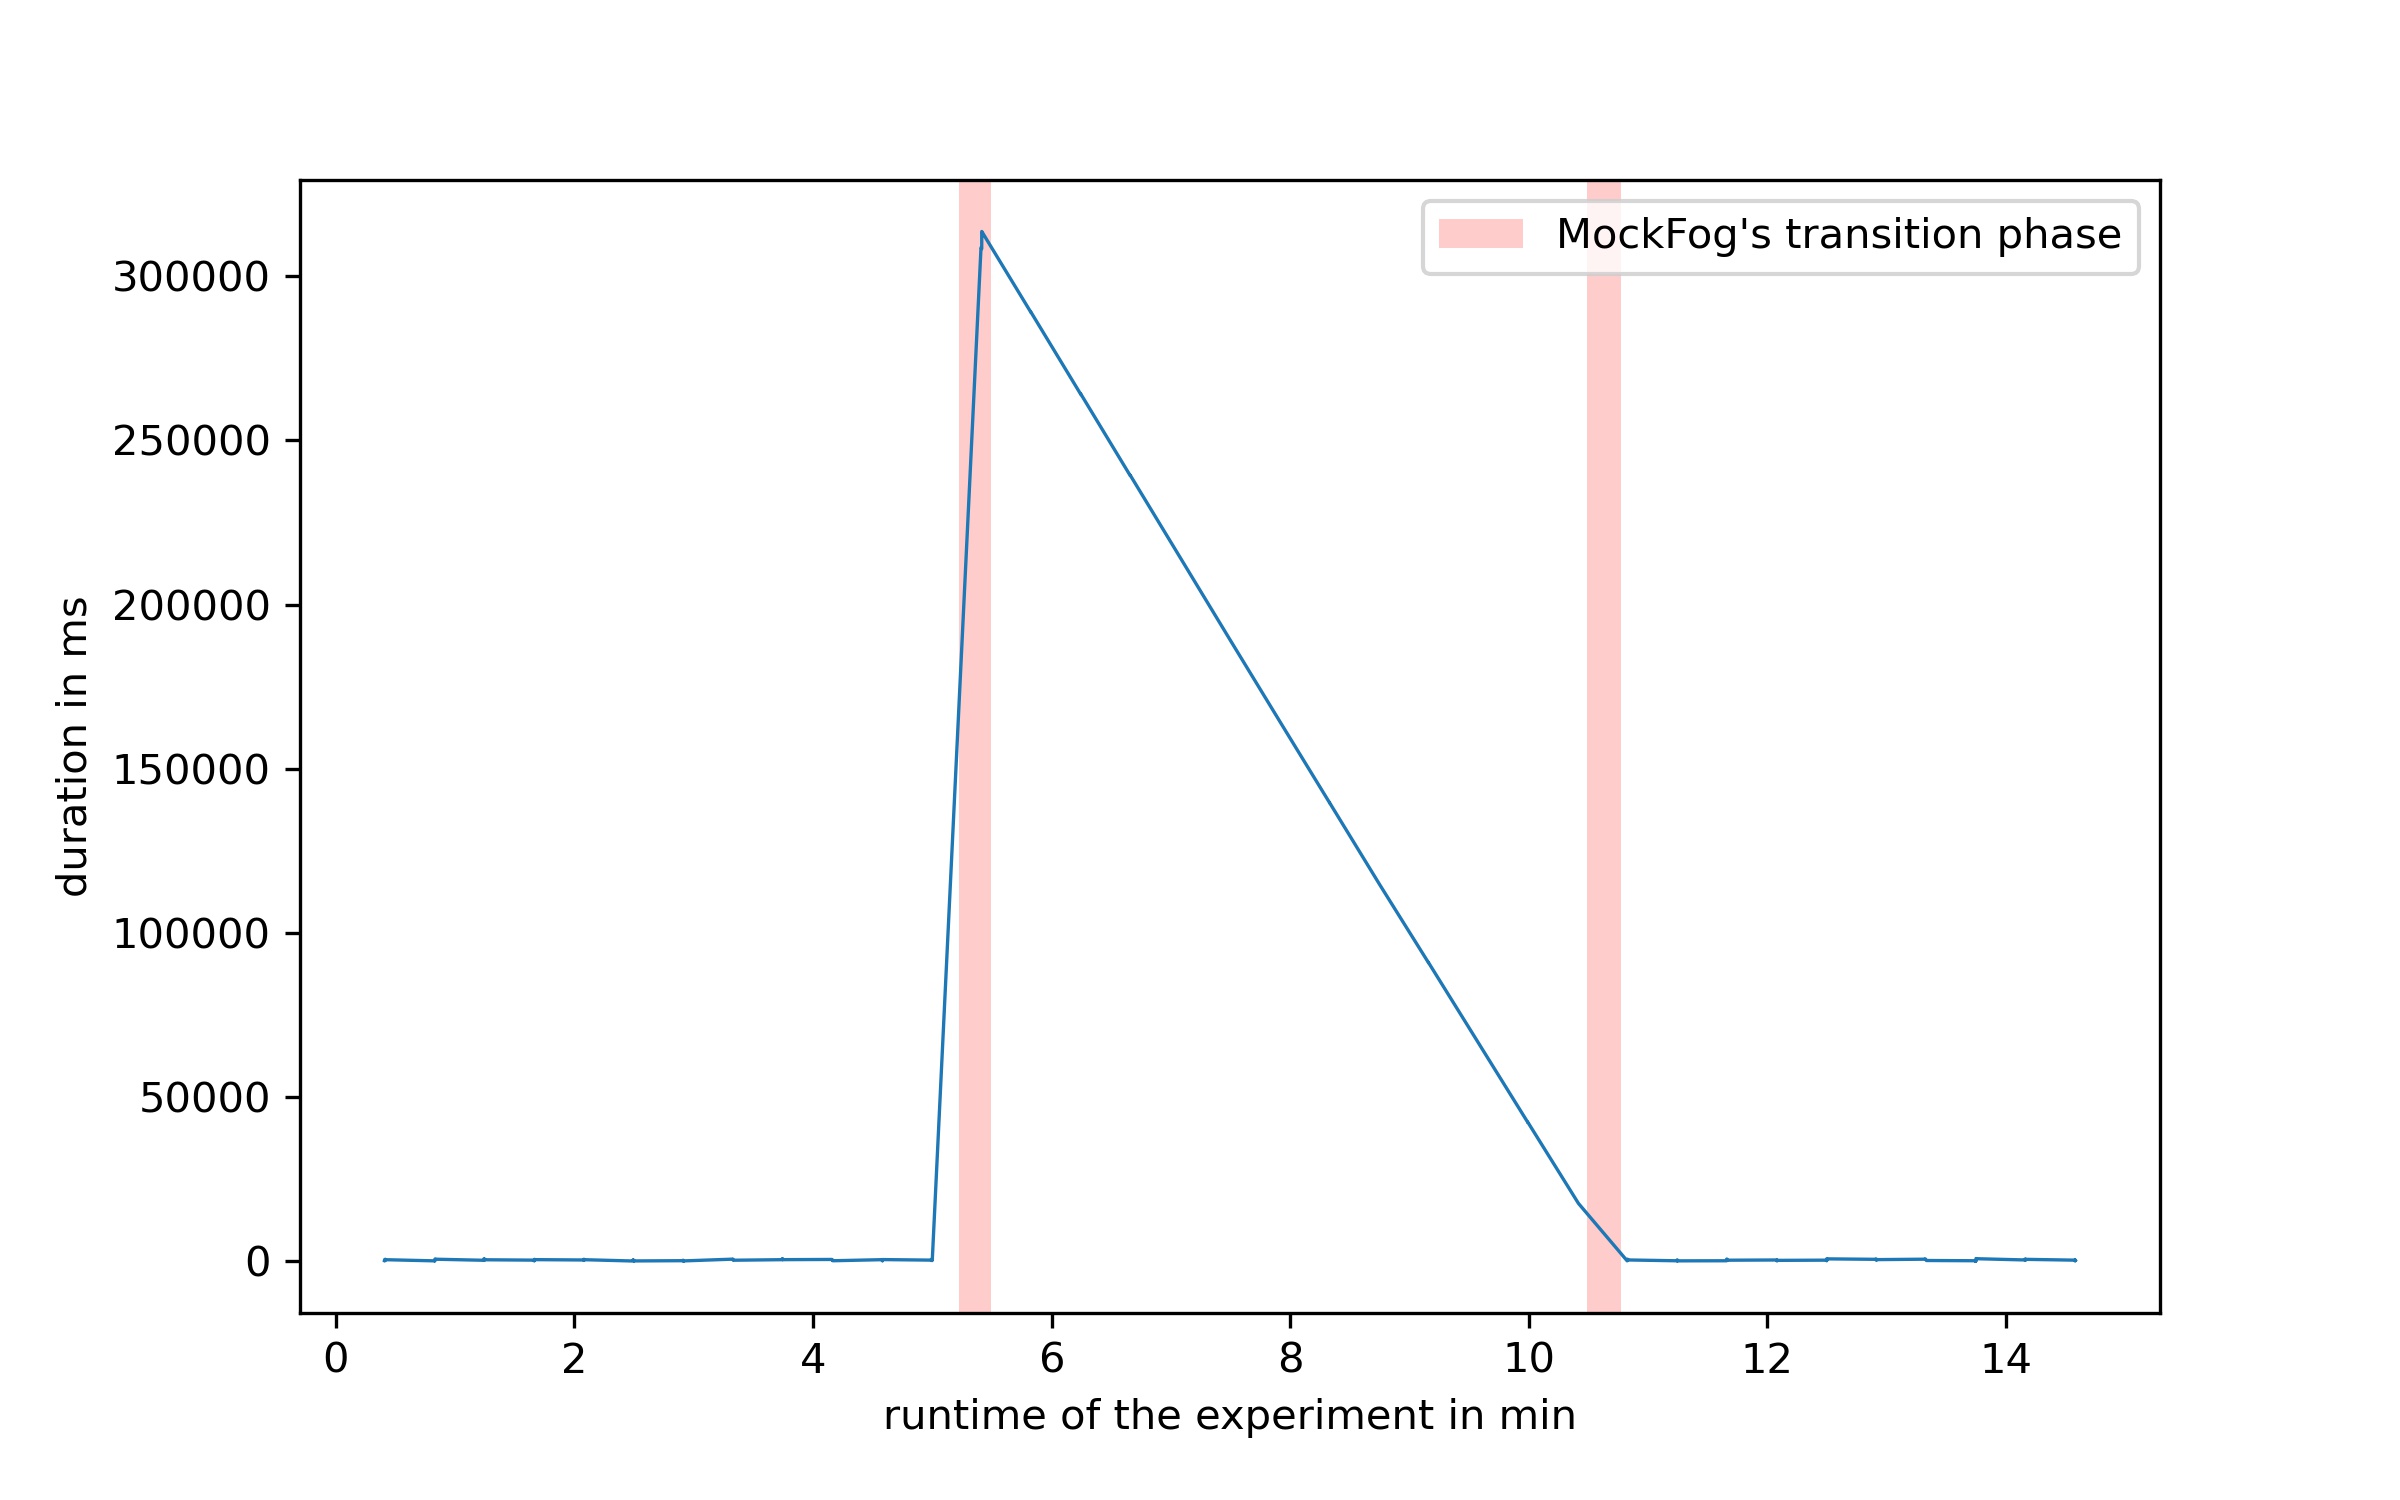 MockFog's transition phase
300000
250000
200000
150000
100000
50000
0
duration in ms
0 2 4 6 8 10 12 14
runtime of the experiment in min